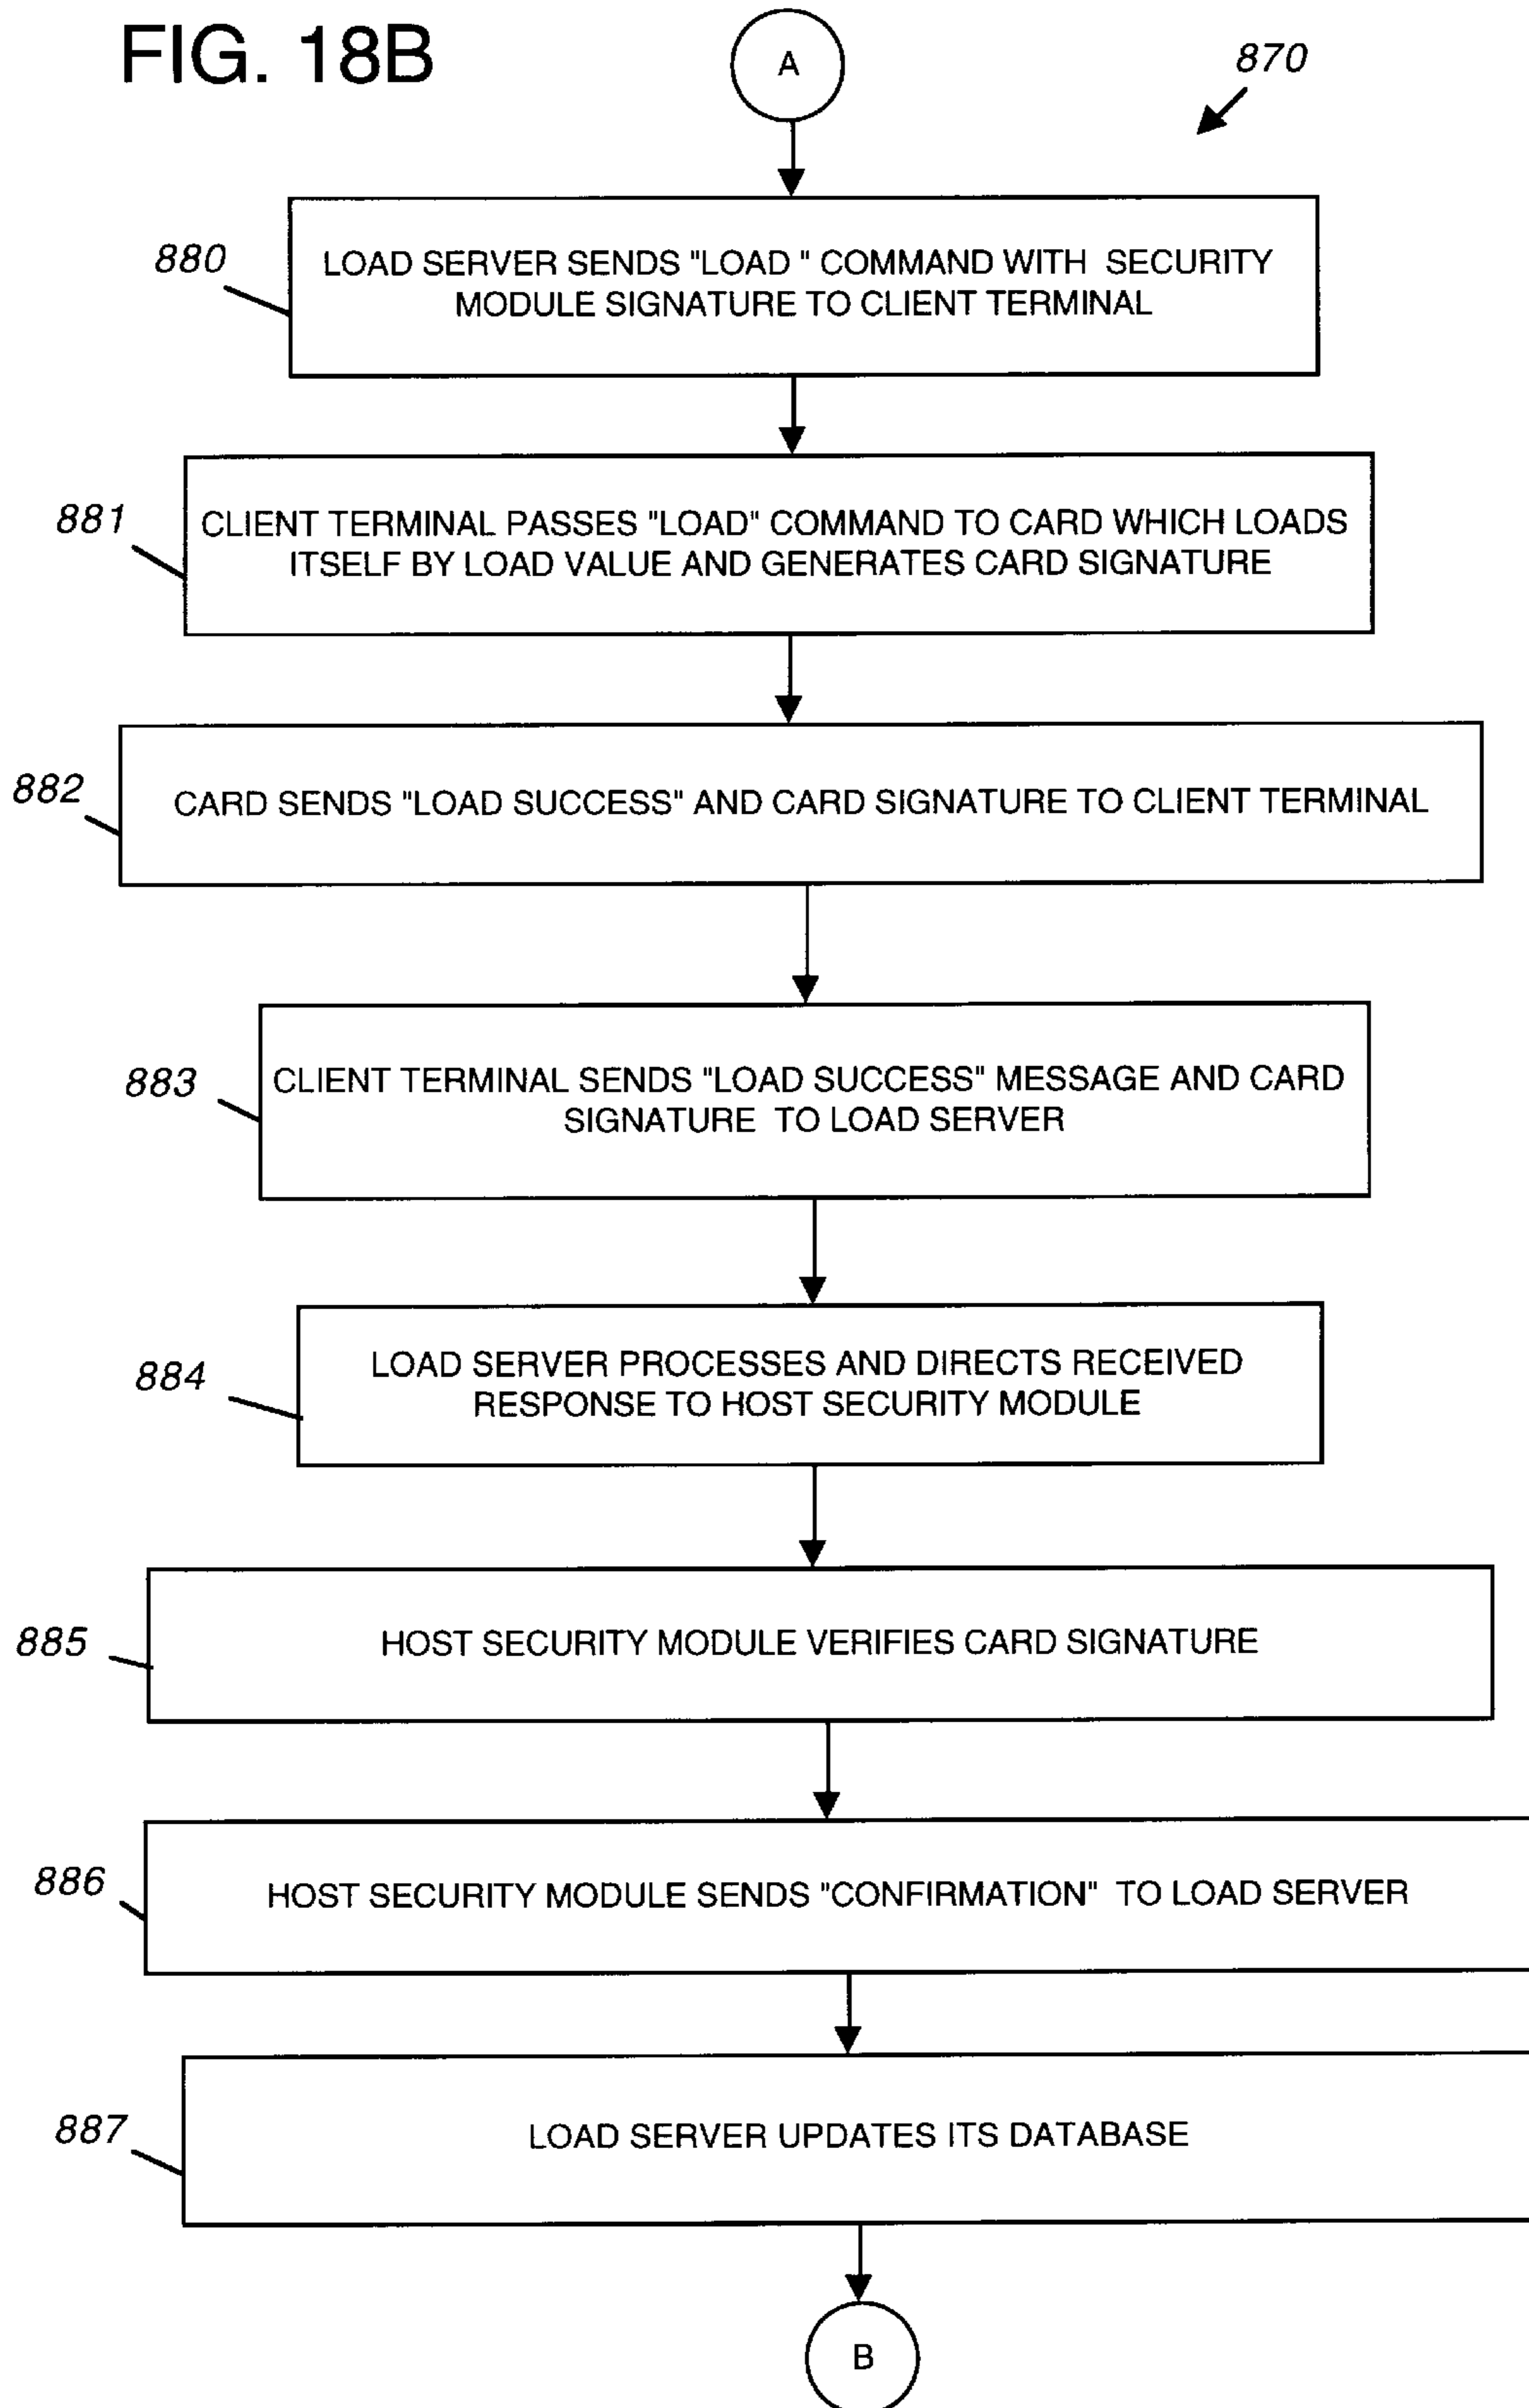 FIG. 18B
A
870
880
LOAD SERVER SENDS "LOAD " COMMAND WITH SECURITY
MODULE SIGNATURE TO CLIENT TERMINAL
881
CLIENT TERMINAL PASSES "LOAD" COMMAND TO CARD WHICH LOADS
ITSELF BY LOAD VALUE AND GENERATES CARD SIGNATURE
882
CARD SENDS "LOAD SUCCESS" AND CARD SIGNATURE TO CLIENT TERMINAL
883
CLIENT TERMINAL SENDS "LOAD SUCCESS" MESSAGE AND CARD
SIGNATURE TO LOAD SERVER
884
LOAD SERVER PROCESSES AND DIRECTS RECEIVED
RESPONSE TO HOST SECURITY MODULE
885
HOST SECURITY MODULE VERIFIES CARD SIGNATURE
886
HOST SECURITY MODULE SENDS "CONFIRMATION" TO LOAD SERVER
887
LOAD SERVER UPDATES ITS DATABASE
B